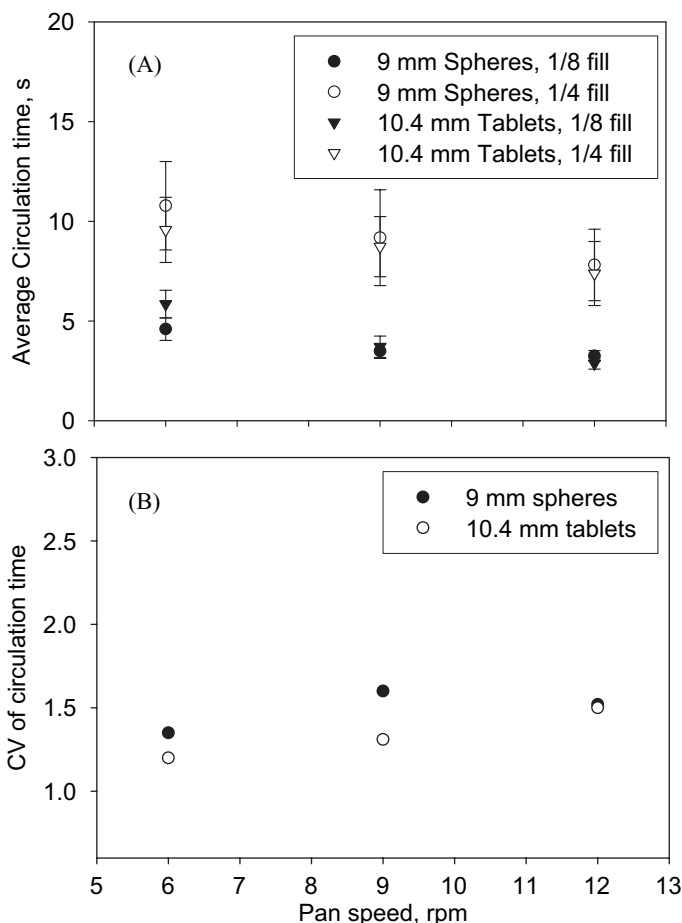 20
(A)
9 mm Spheres, 1/8 fill
9 mm Spheres, 1/4 fill
10.4 mm Tablets, 1/8 fill
10.4 mm Tablets, 1/4 fill
15
10
5
0
Average Circulation time, s
3.0
(B)
9 mm spheres
10.4 mm tablets
2.5
2.0
1.5
1.0
CV of circulation time
5 6 7 8 9 10 11 12 13
Pan speed, rpm